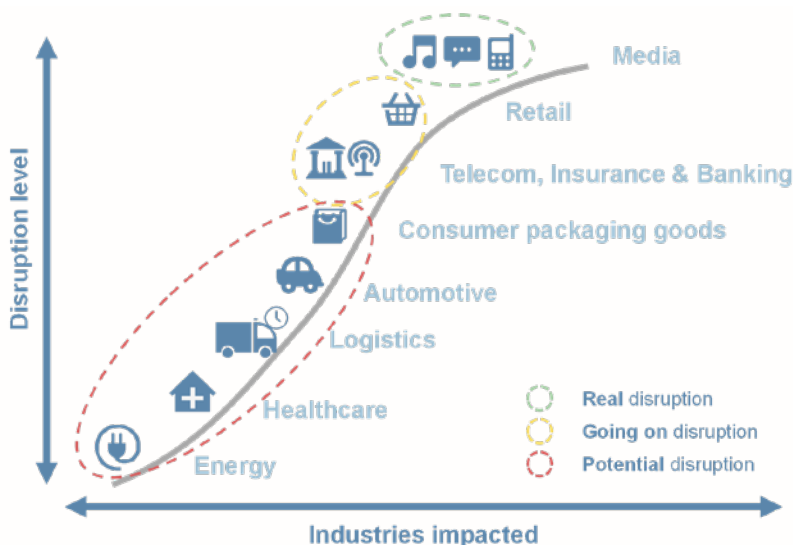 Media
Retail
Telecom, Insurance & Banking
Consumer packaging goods
Automotive
Logistics
Healthcare
Energy
Disruption level
Real disruption
Going on disruption
Potential disruption
Industries impacted